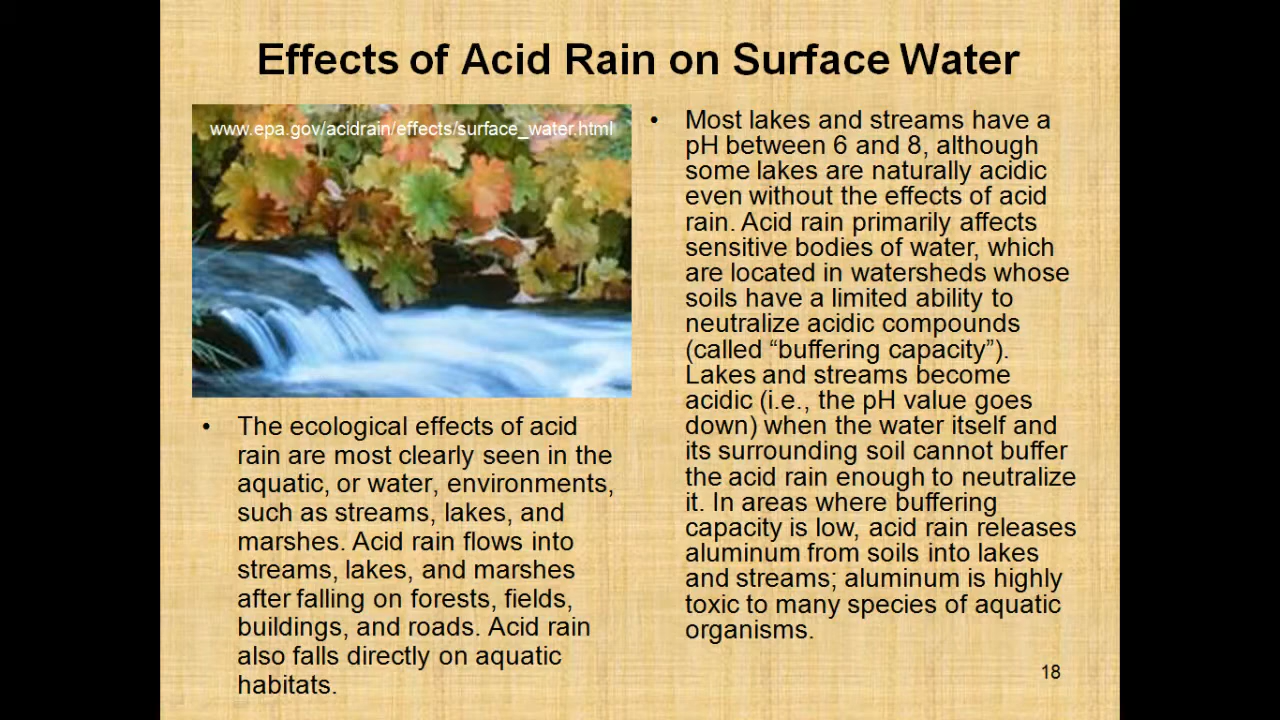 Effects of Acid Rain on Surface Water
www.epa.gov/acidrain/effects/surface_water.html
• The ecological effects of acid
rain are most clearly seen in the
aquatic, or water, environments,
such as streams, lakes, and
marshes. Acid rain flows into
streams, lakes, and marshes
after falling on forests, fields,
buildings, and roads. Acid rain
also falls directly on aquatic
habitats.
• Most lakes and streams have a
pH between 6 and 8, although
some lakes are naturally acidic
even without the effects of acid
rain. Acid rain primarily affects
sensitive bodies of water, which
are located in watersheds whose
soils have a limited ability to
neutralize acidic compounds
(called “buffering capacity”).
Lakes and streams become
acidic (i.e., the pH value goes
down) when the water itself and
its surrounding soil cannot buffer
the acid rain enough to neutralize
it. In areas where buffering
capacity is low, acid rain releases
aluminum from soils into lakes
and streams; aluminum is highly
toxic to many species of aquatic
organisms.
18